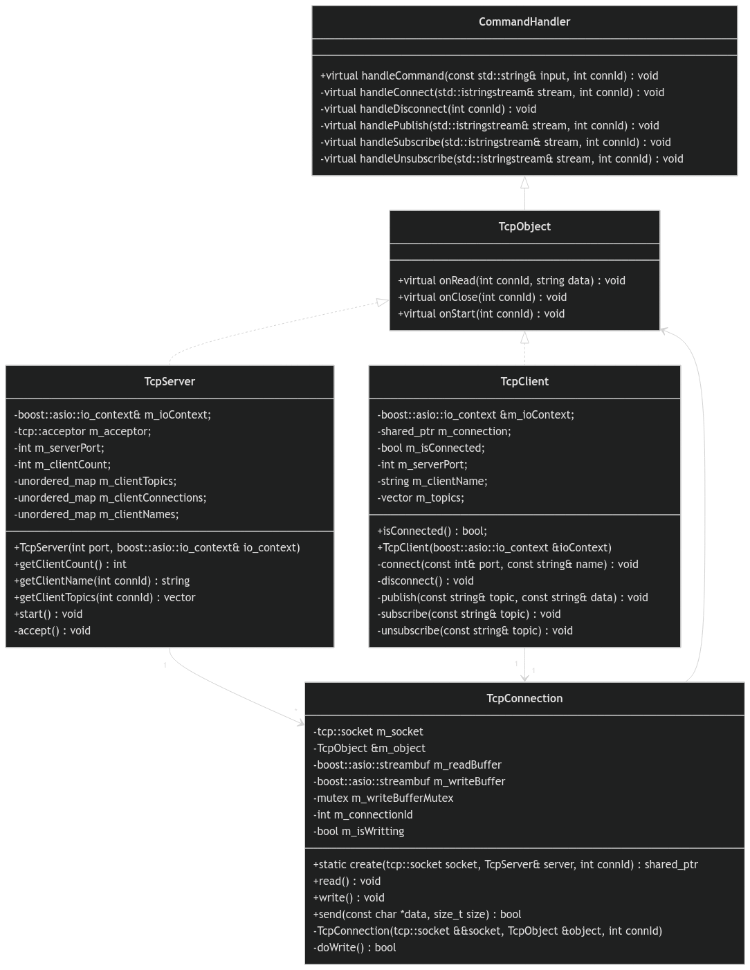 CommandHandler
+virtual handleCommand(const std::string& input, int connId) : void
-virtual handleConnect(std::istringstream& stream, int connId) : void
-virtual handleDisconnect(int connId) : void
-virtual handlePublish(std::istringstream& stream, int connId) : void
-virtual handleSubscribe(std::istringstream& stream, int connId) : void
-virtual handleUnsubscribe(std::istringstream& stream, int connId) : void
TcpObject
+virtual onRead(int connId, string data) : void
+virtual onClose(int connId) : void
+virtual onStart(int connId) : void
TcpServer
-boost::asio::io_context& m_ioContext;
-tcp::acceptor m_acceptor;
-int m_serverPort;
-int m_clientCount;
-unordered_map m_clientTopics;
-unordered_map m_clientConnections;
-unordered_map m_clientNames;
+TcpServer(int port, boost::asio::io_context& io_context)
+getClientCount() : int
+getClientName(int connId) : string
+getClientTopics(int connId) : vector
+start() : void
-accept() : void
TcpClient
-boost::asio::io_context &m_ioContext;
-shared_ptr m_connection;
-bool m_isConnected;
-int m_serverPort;
-string m_clientName;
-vector m_topics;
+isConnected() : bool;
+TcpClient(boost::asio::io_context &ioContext)
-connect(const int& port, const string& name) : void
-disconnect() : void
-publish(const string& topic, const string& data) : void
-subscribe(const string& topic) : void
-unsubscribe(const string& topic) : void
1
*
1
1
TcpConnection
-tcp::socket m_socket
-TcpObject &m_object
-boost::asio::streambuf m_readBuffer
-boost::asio::streambuf m_writeBuffer
-mutex m_writeBufferMutex
-int m_connectionId
-bool m_isWritting
+static create(tcp::socket socket, TcpServer& server, int connId) : shared_ptr
+read() : void
+write() : void
+send(const char *data, size_t size) : bool
-TcpConnection(tcp::socket &&socket, TcpObject &object, int connId)
-doWrite() : bool